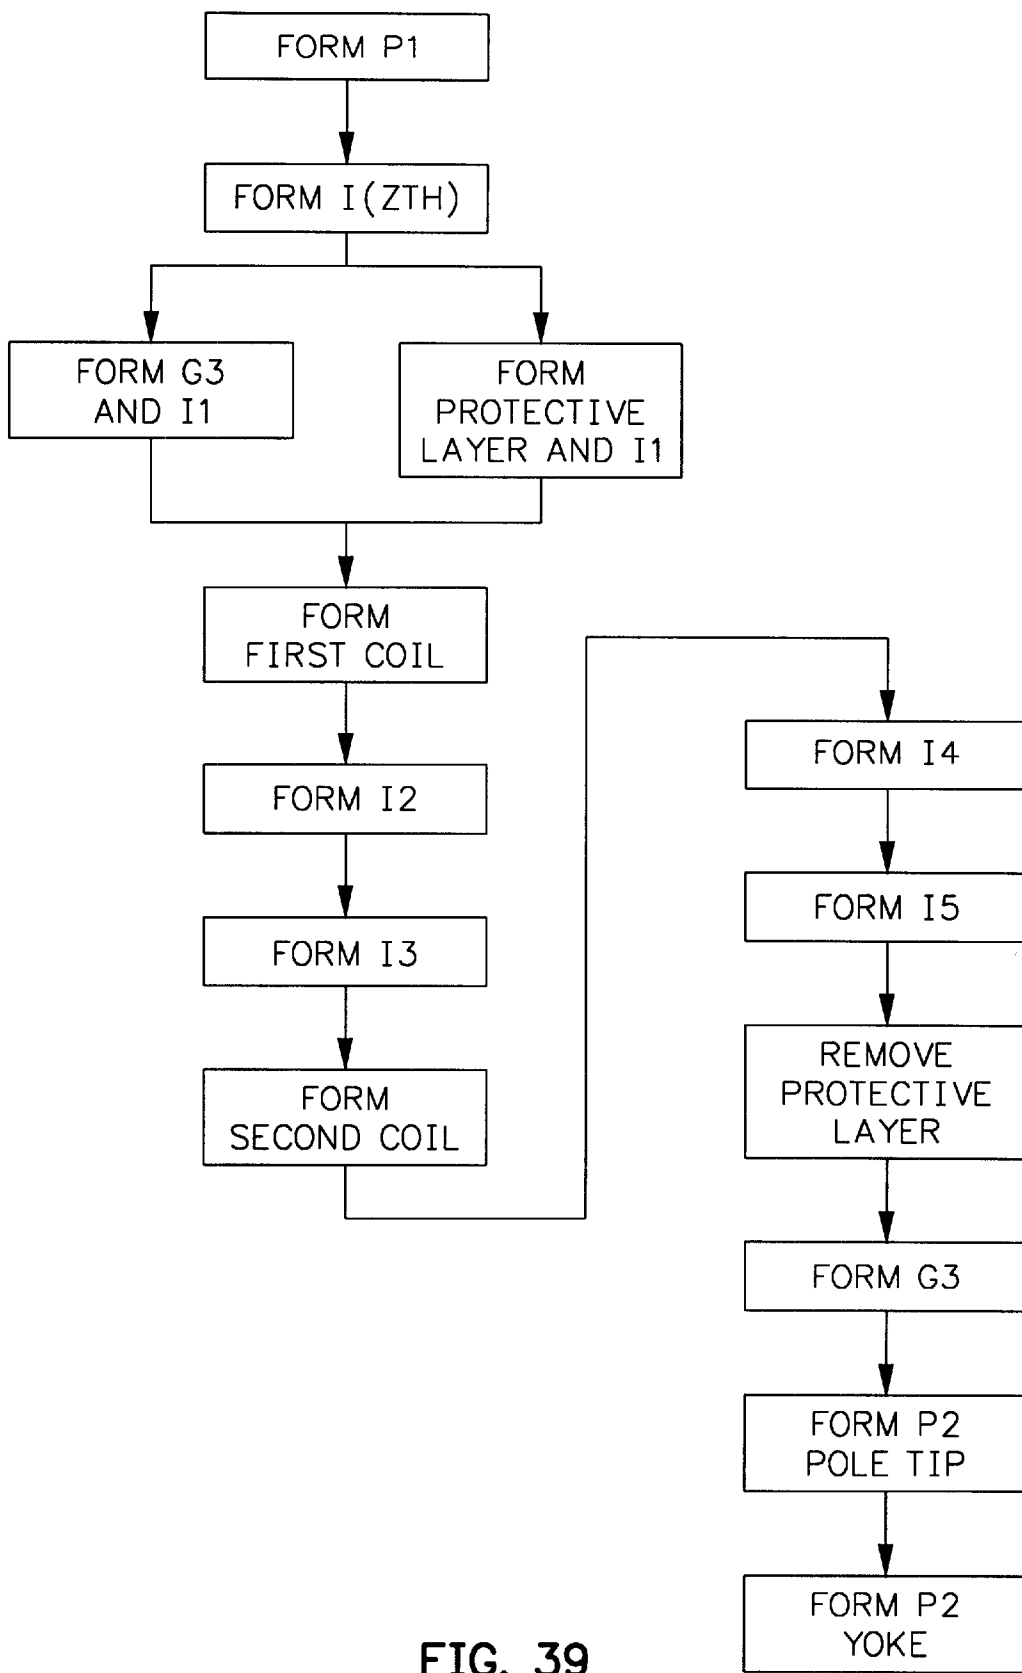 FORM P1
FORM I(ZTH)
FORM G3
AND I1
FORM
PROTECTIVE
LAYER AND I1
FORM
FIRST COIL
FORM I2
FORM I3
FORM
SECOND COIL
FORM I4
FORM I5
REMOVE
PROTECTIVE
LAYER
FORM G3
FORM P2
POLE TIP
FORM P2
YOKE
FIG. 39